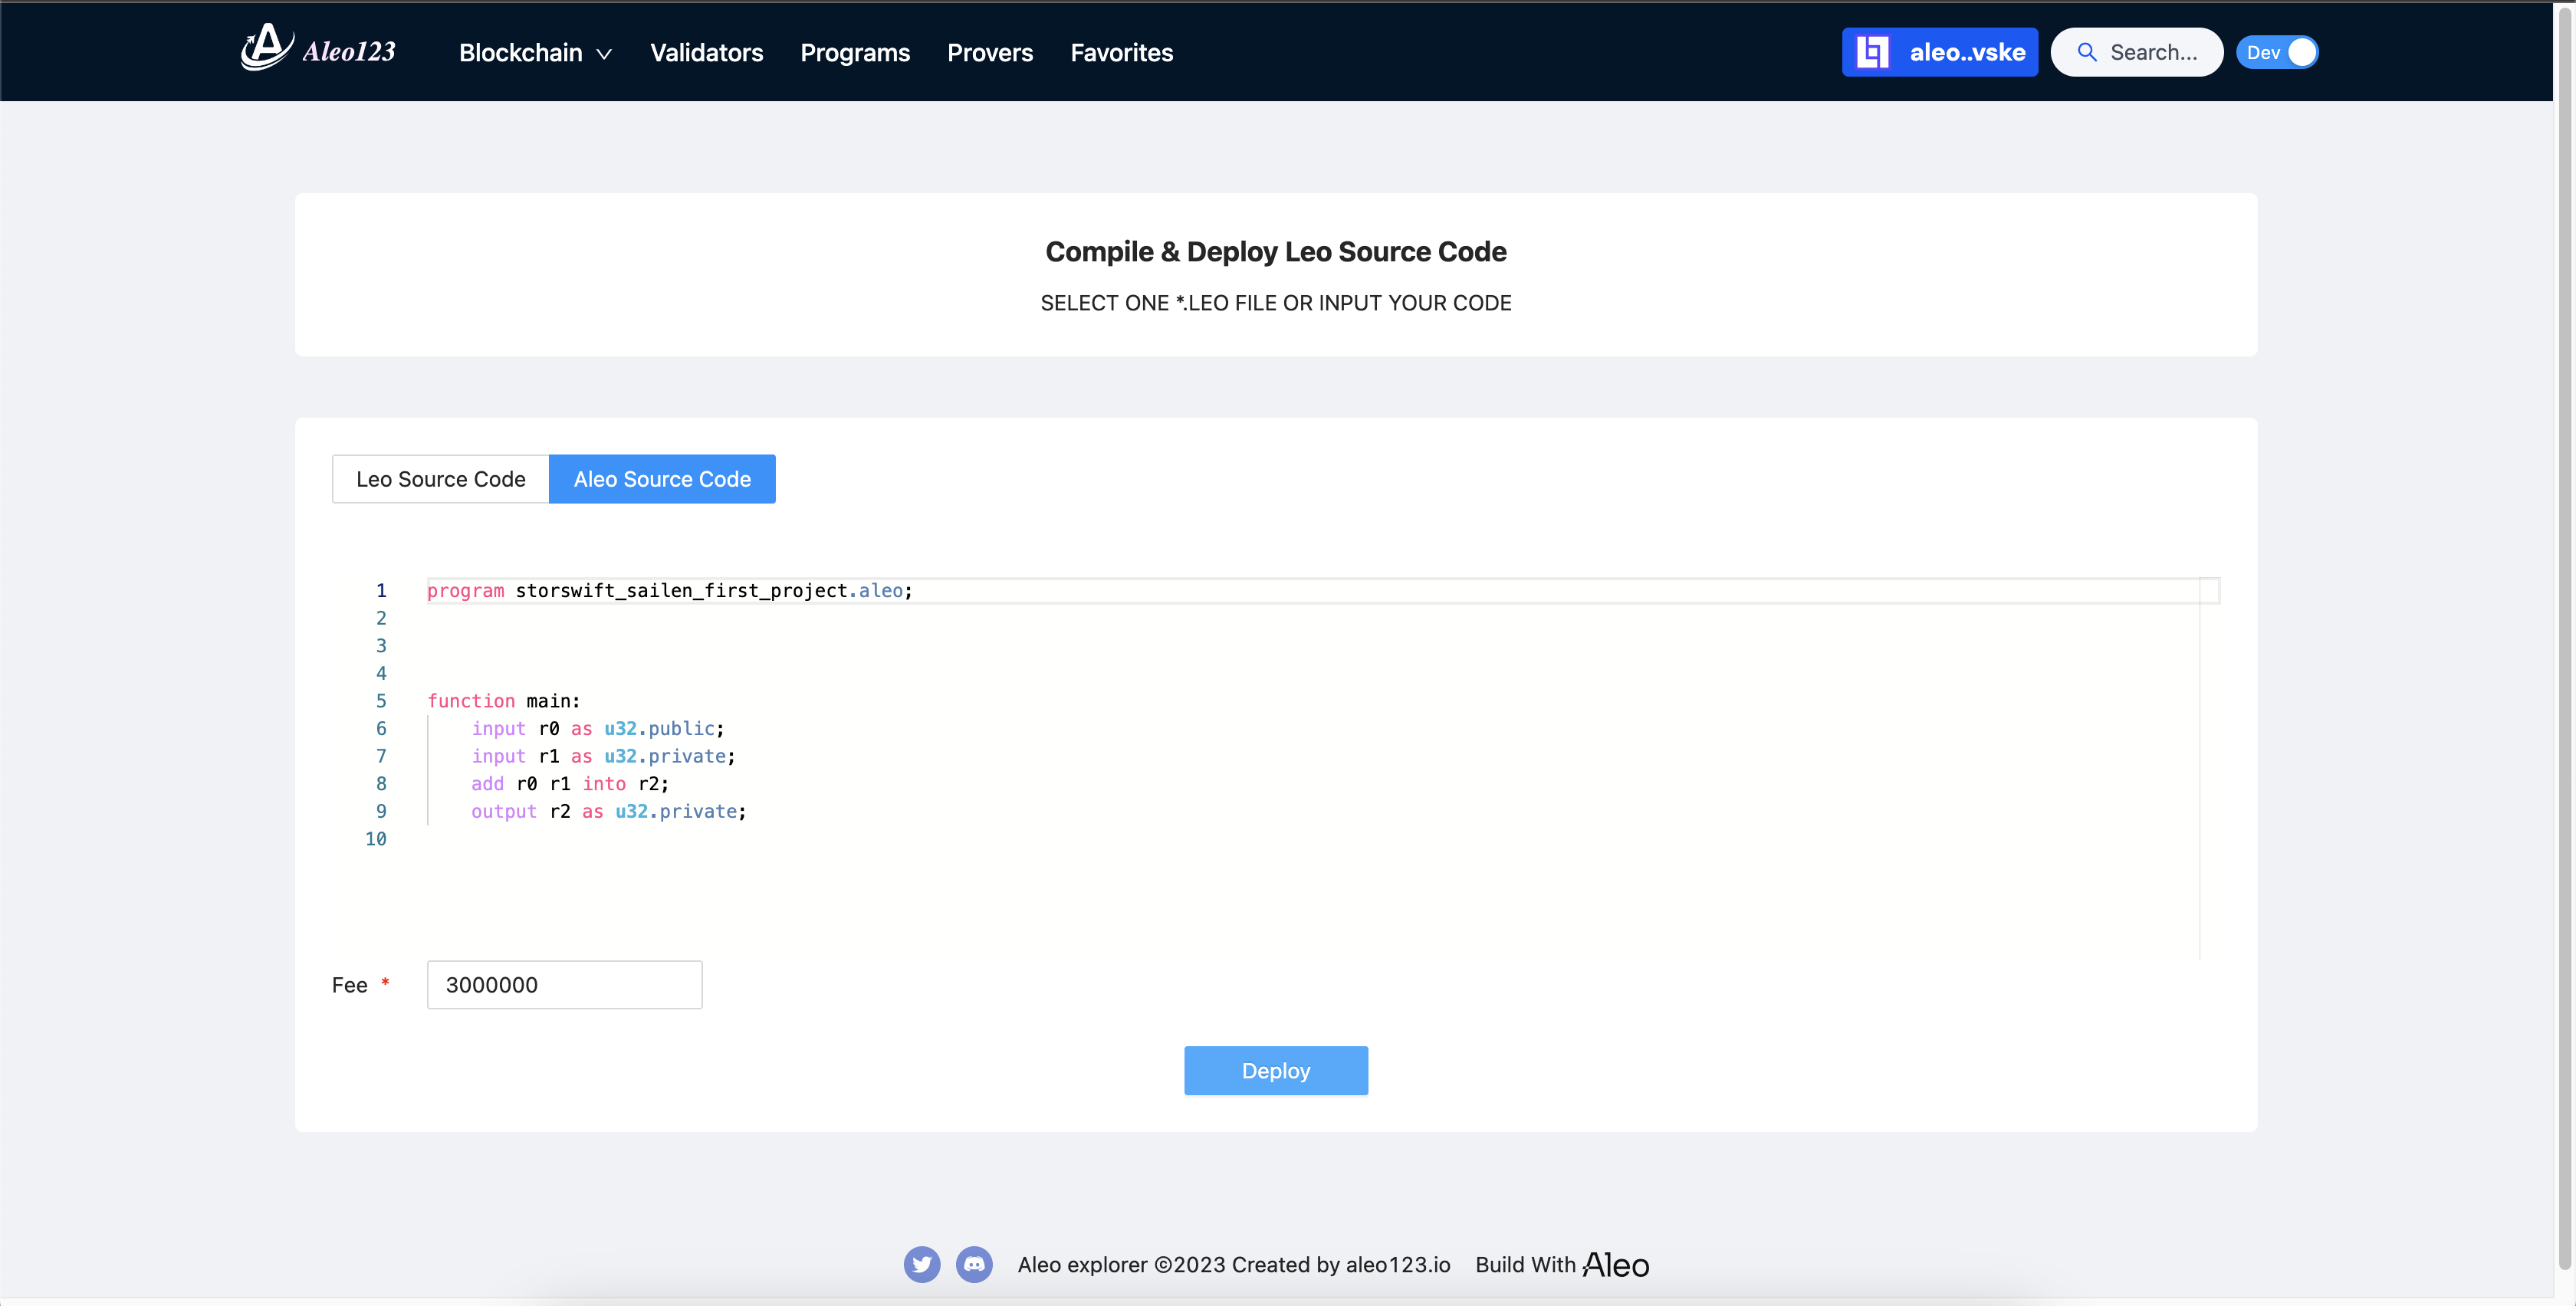 Aleo123 Blockchain Validators Programs Provers Favorites aleo..vske Search... Dev
Compile & Deploy Leo Source Code
SELECT ONE *.LEO FILE OR INPUT YOUR CODE
Leo Source Code Aleo Source Code
1 program storswift_sailen_first_project.aleo;
2
3
4
5 function main:
6     input r0 as u32.public;
7     input r1 as u32.private;
8     add r0 r1 into r2;
9     output r2 as u32.private;
10
Fee * 3000000
Deploy
Aleo explorer ©2023 Created by aleo123.io Build With Aleo